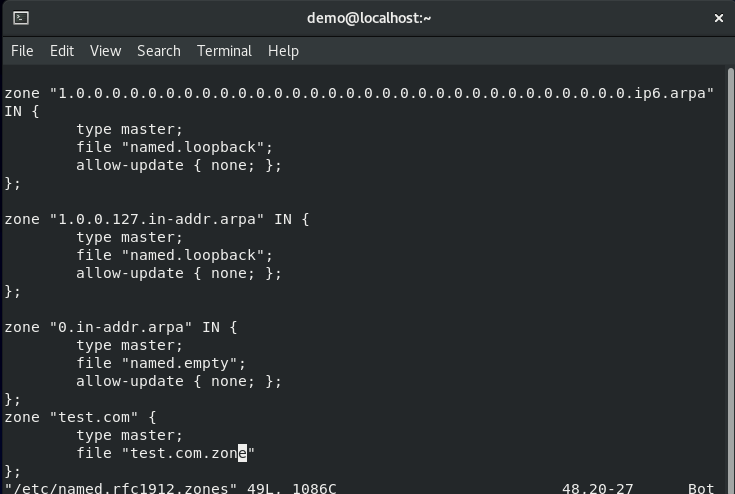 demo@localhost:~
File Edit View Search Terminal Help
zone "1.0.0.0.0.0.0.0.0.0.0.0.0.0.0.0.0.0.0.0.0.0.0.0.0.0.0.0.0.0.0.0.ip6.arpa"
IN {
type master;
file "named.loopback";
allow-update { none; };
};
zone "1.0.0.127.in-addr.arpa" IN {
type master;
file "named.loopback";
allow-update { none; };
};
zone "0.in-addr.arpa" IN {
type master;
file "named.empty";
allow-update { none; };
};
zone "test.com" {
type master;
file "test.com.zone"
};
"/etc/named.rfc1912.zones" 49L, 1086C 48,20-27 Bot